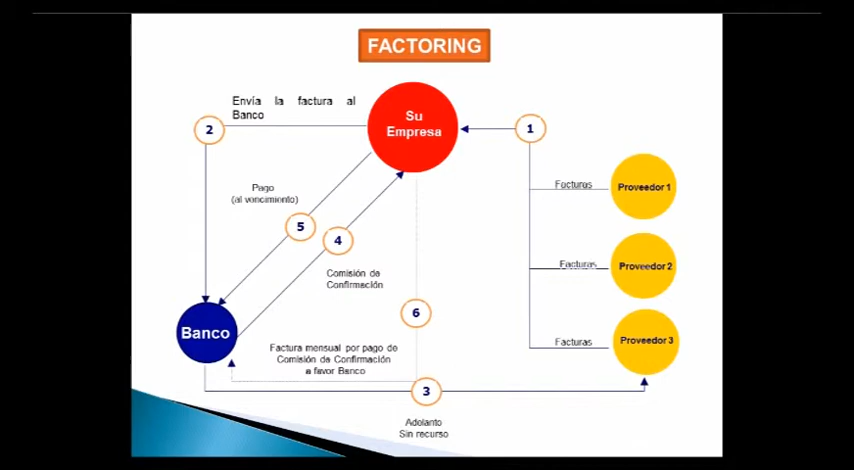 FACTORING
Envía la factura al
Banco
Su
Empresa
2
1
Pago
(al vencimiento)
5
4
Facturas
Proveedor 1
Facturas
Proveedor 2
Comisión de
Confirmación
6
Banco
Factura mensual por pago de
Comisión de Confirmación
a favor Banco
Facturas
Proveedor 3
3
Adelanto
Sin recurso